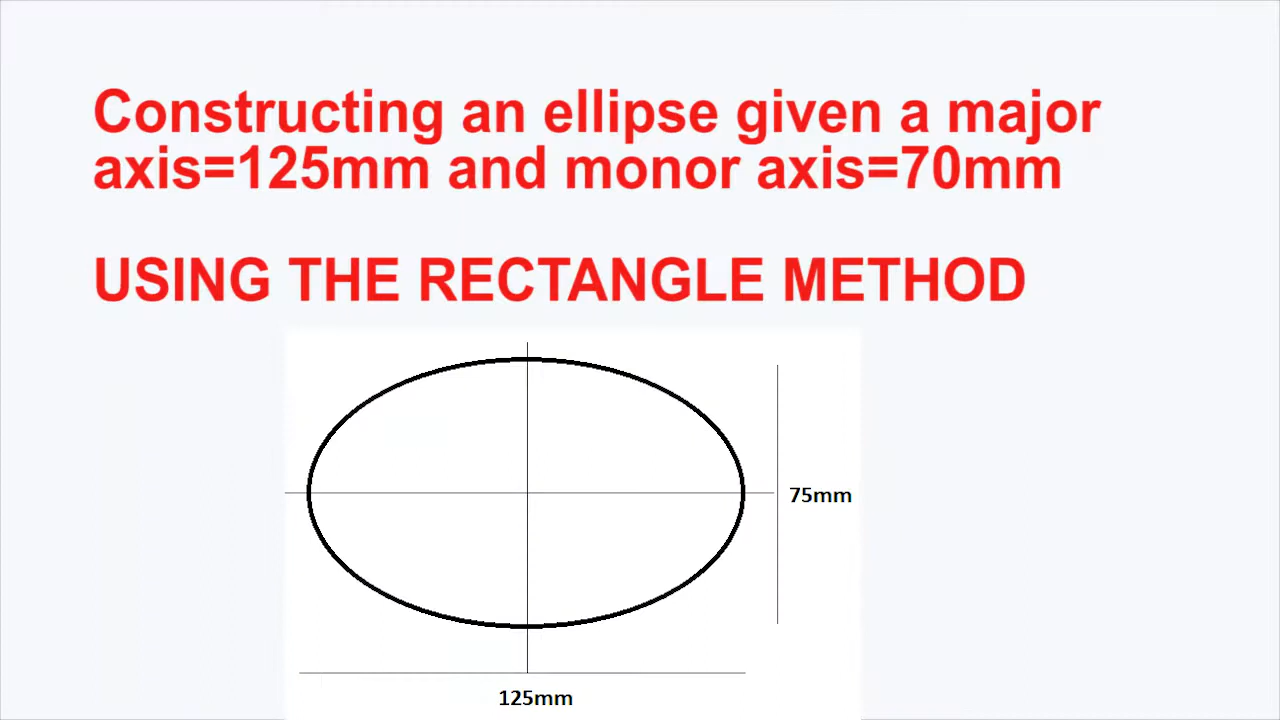 Constructing an ellipse given a major
axis=125mm and monor axis=70mm
USING THE RECTANGLE METHOD
75mm
125mm